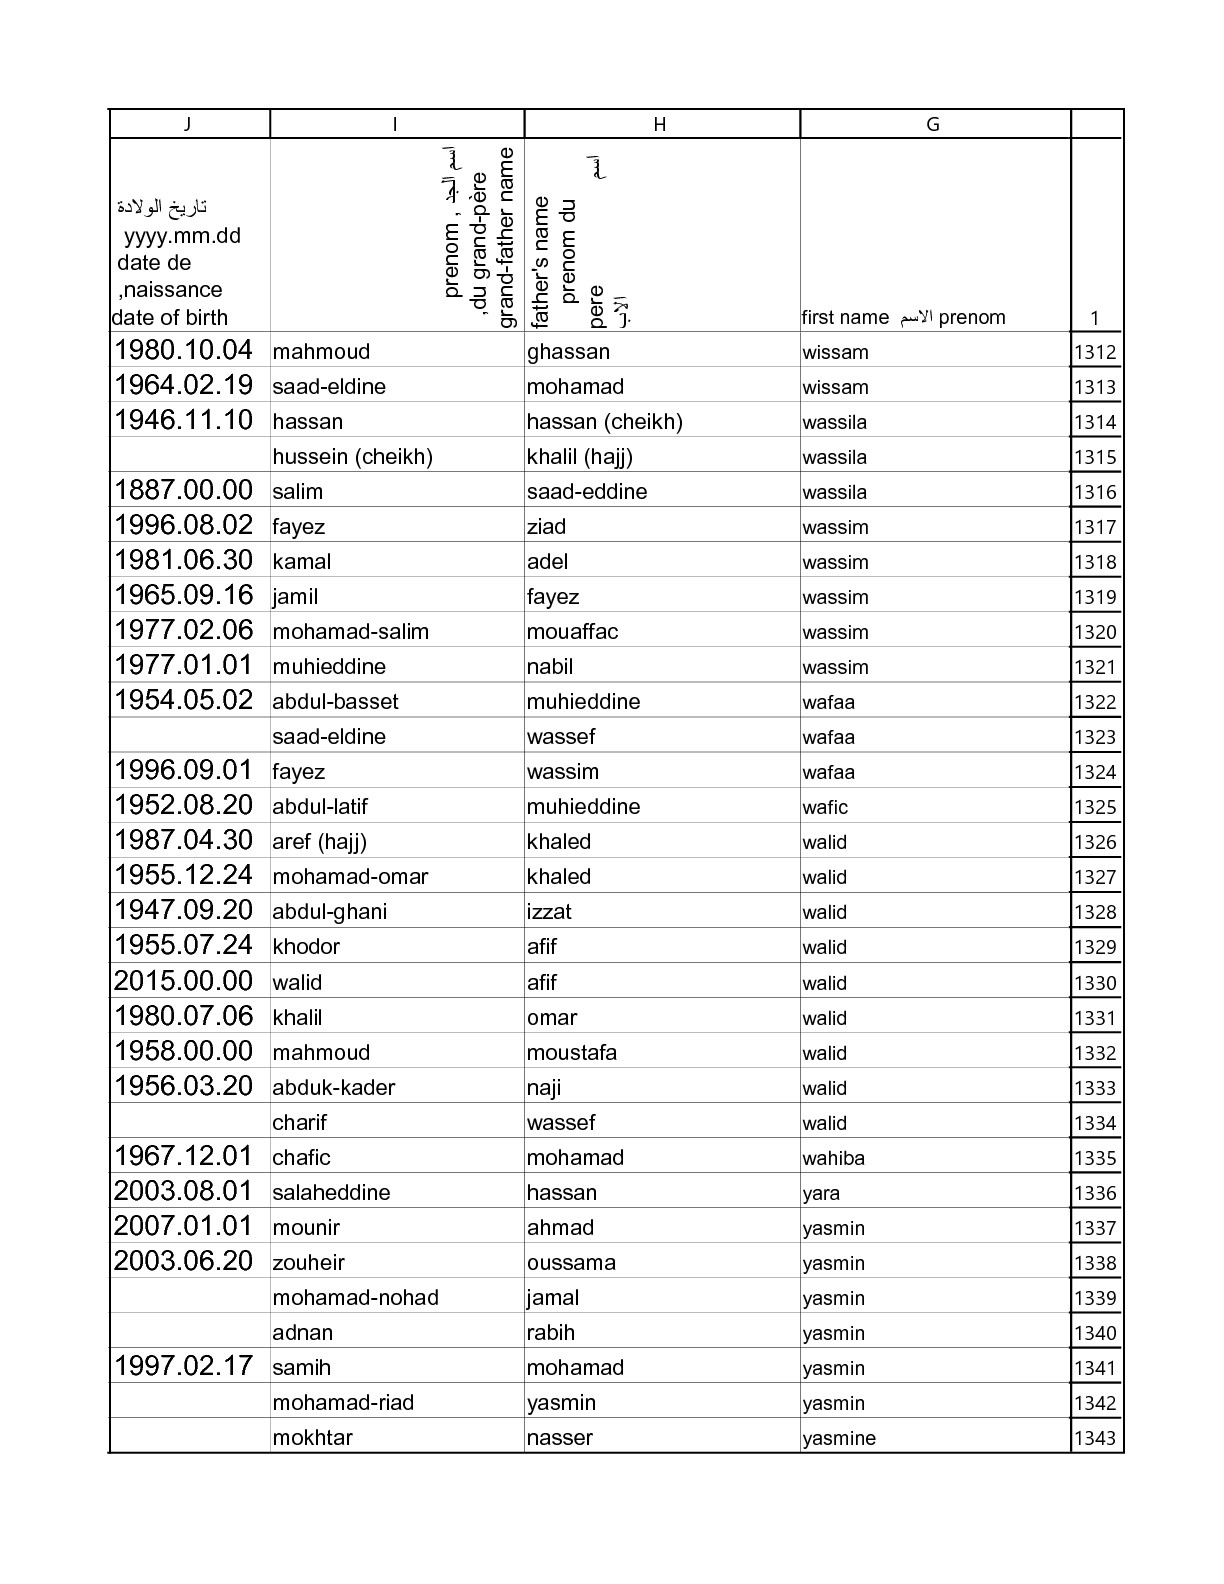 J I H G
تاريخ الولادة
yyyy.mm.dd
date de
,naissance
date of birth
اسم الجد , prenom
,du grand-père
grand-father name
father's name
prenom du
اسم
pere
الاب
first name الاسم prenom
1
1980.10.04 mahmoud ghassan wissam 1312
1964.02.19 saad-eldine mohamad wissam 1313
1946.11.10 hassan hassan (cheikh) wassila 1314
hussein (cheikh) khalil (hajj) wassila 1315
1887.00.00 salim saad-eddine wassila 1316
1996.08.02 fayez ziad wassim 1317
1981.06.30 kamal adel wassim 1318
1965.09.16 jamil fayez wassim 1319
1977.02.06 mohamad-salim mouaffac wassim 1320
1977.01.01 muhieddine nabil wassim 1321
1954.05.02 abdul-basset muhieddine wafaa 1322
saad-eldine wassef wafaa 1323
1996.09.01 fayez wassim wafaa 1324
1952.08.20 abdul-latif muhieddine wafic 1325
1987.04.30 aref (hajj) khaled walid 1326
1955.12.24 mohamad-omar khaled walid 1327
1947.09.20 abdul-ghani izzat walid 1328
1955.07.24 khodor afif walid 1329
2015.00.00 walid afif walid 1330
1980.07.06 khalil omar walid 1331
1958.00.00 mahmoud moustafa walid 1332
1956.03.20 abduk-kader naji walid 1333
charif wassef walid 1334
1967.12.01 chafic mohamad wahiba 1335
2003.08.01 salaheddine hassan yara 1336
2007.01.01 mounir ahmad yasmin 1337
2003.06.20 zouheir oussama yasmin 1338
mohamad-nohad jamal yasmin 1339
adnan rabih yasmin 1340
1997.02.17 samih mohamad yasmin 1341
mohamad-riad yasmin yasmin 1342
mokhtar nasser yasmine 1343